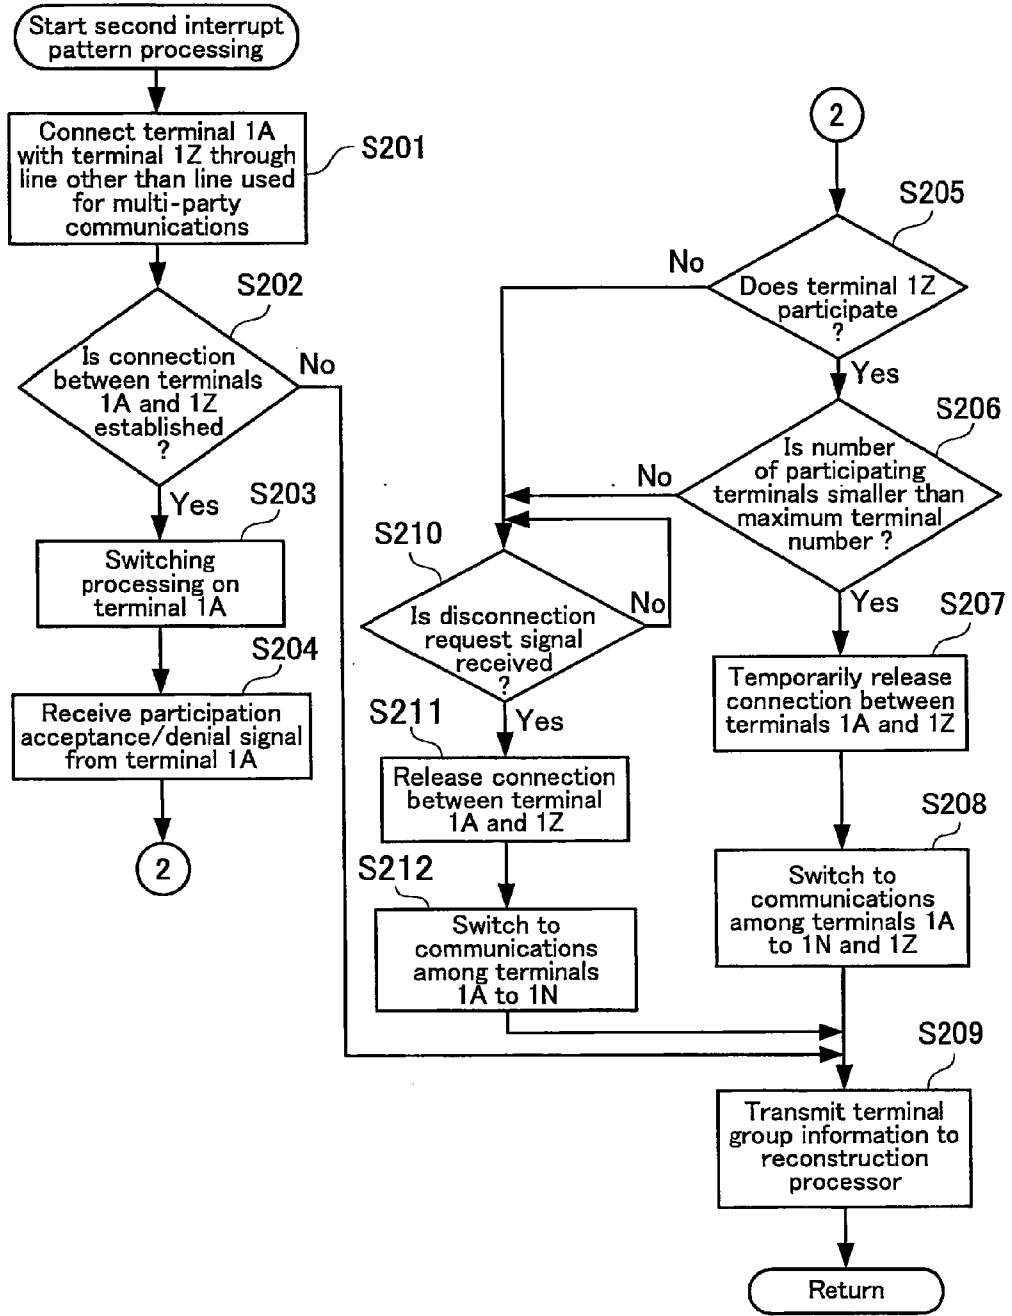 Start second interrupt
pattern processing
Connect terminal 1A
with terminal 1Z through
line other than line used
for multi-party
communications
S201
S202
Is connection
between terminals
1A and 1Z
established
?
No
Yes
S203
Switching
processing on
terminal 1A
S204
Receive participation
acceptance/denial signal
from terminal 1A
2
2
S205
Does terminal 1Z
participate
?
No
Yes
S206
Is number
of participating
terminals smaller than
maximum terminal
number ?
No
Yes
S210
Is disconnection
request signal
received
?
No
Yes
S211
Release connection
between terminal
1A and 1Z
S212
Switch to
communications
among terminals
1A to 1N
S207
Temporarily release
connection between
terminals 1A and 1Z
S208
Switch to
communications
among terminals 1A
to 1N and 1Z
S209
Transmit terminal
group information to
reconstruction
processor
Return